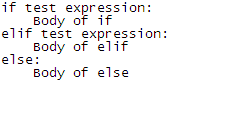 if test expression:
    Body of if
elif test expression:
    Body of elif
else:
    Body of else